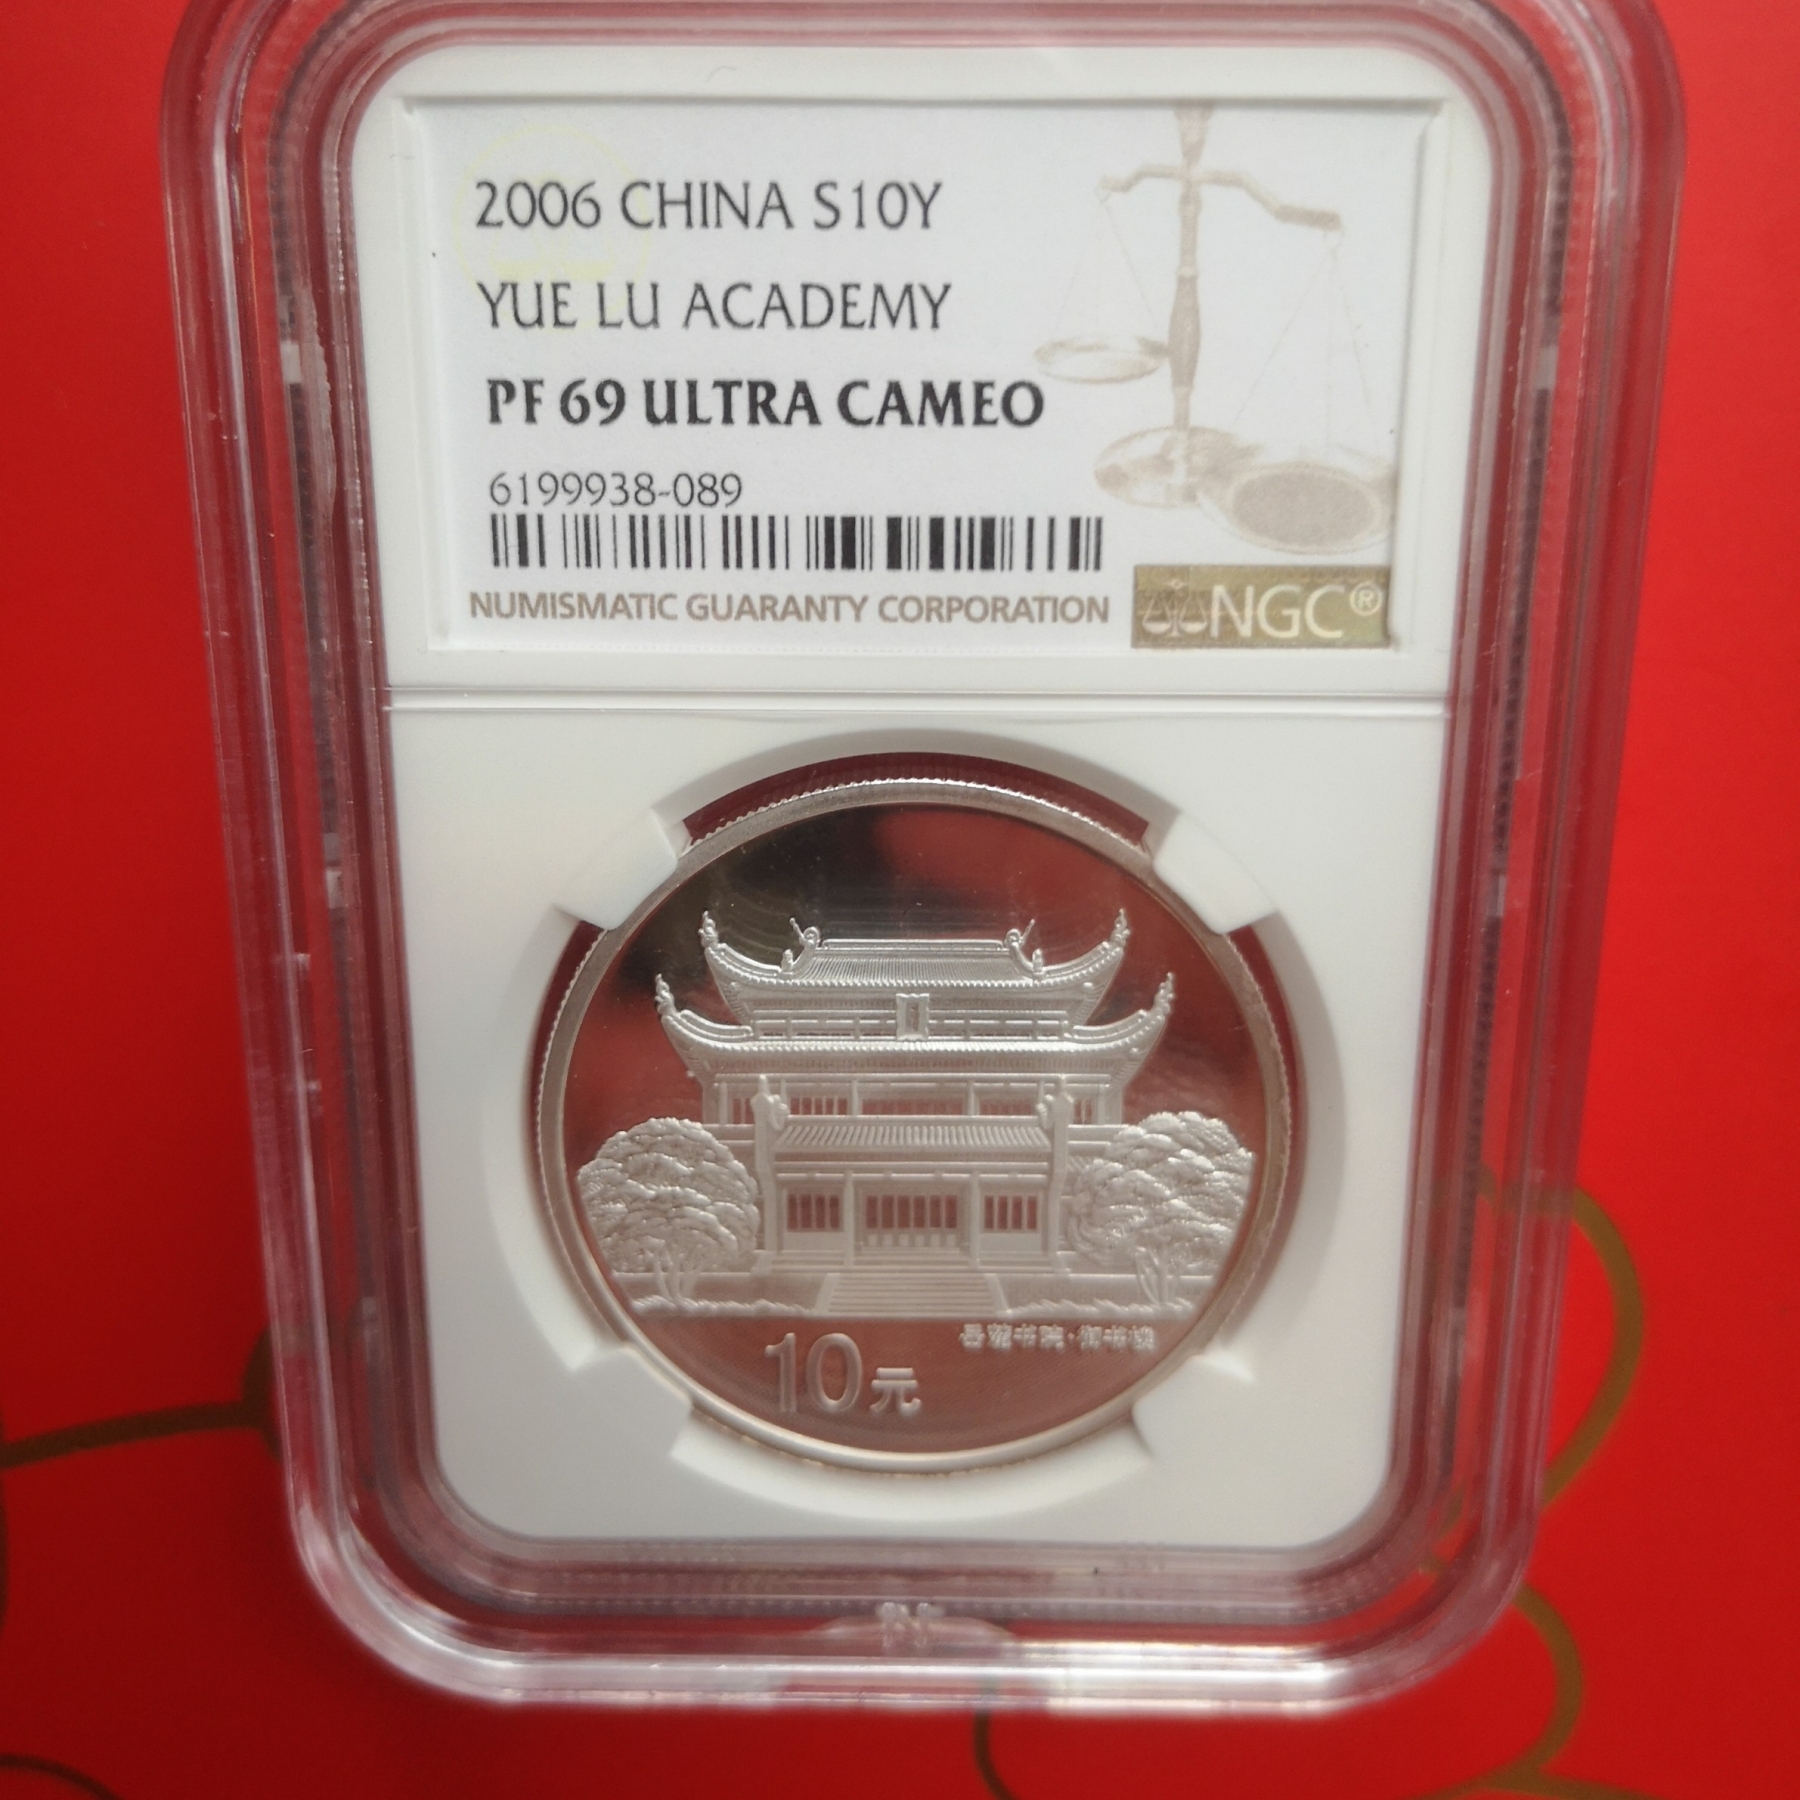 2006 CHINA S10Y
YUE LU ACADEMY
PF 69 ULTRA CAMEO
6199938-089
NUMISMATIC GUARANTY CORPORATION NGC®
岳麓书院·御书楼
10元